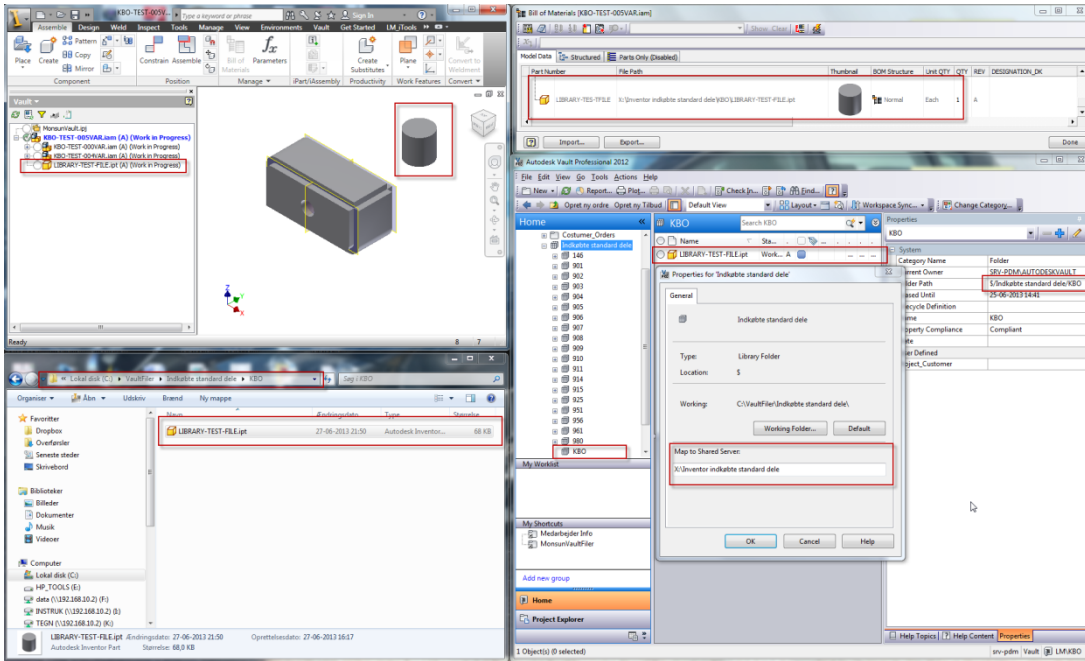 KBO-TEST-005V...
Type a keyword or phrase
Sign In
Assemble Design Weld Inspect Tools Manage View Environments Vault Get Started LM_iTools
Place Create
Pattern
Copy
Mirror
Constrain Assemble
Bill of Materials
Parameters
Create Substitutes
Plane
Convert to Weldment
Component Position Manage iPart/iAssembly Productivity Work Features Convert
Vault
MonsunVault.ipj
KBO-TEST-005VAR.iam (A) (Work in Progress)
KBO-TEST-000VAR.iam (A) (Work in Progress)
KBO-TEST-004VAR.iam (A) (Work in Progress)
LIBRARY-TEST-FILE.ipt (A) (Work in Progress)
Z
Y
X
Ready
8 7
Lokal disk (C:) VaultFiler Indkøbte standard dele KBO
Søg i KBO
Organiser Åbn Udskriv Brænd Ny mappe
Favoritter
Dropbox
Overførsler
Seneste steder
Skrivebord
Biblioteker
Billeder
Dokumenter
Musik
Videoer
Computer
Lokal disk (C:)
HP_TOOLS (E:)
data (\\192.168.10.2) (F:)
INSTRUK (\\192.168.10.2) (I:)
TEGN (\\192.168.10.2) (K:)
Navn Ændringsdato Type Størrelse
LIBRARY-TEST-FILE.ipt 27-06-2013 21:50 Autodesk Inventor... 68 KB
LIBRARY-TEST-FILE.ipt Ændringsdato: 27-06-2013 21:50 Oprettelsesdato: 27-06-2013 16:17
Autodesk Inventor Part Størrelse: 68,0 KB
Bill of Materials [KBO-TEST-005VAR.iam]
Show Clear
Model Data Structured Parts Only (Disabled)
Part Number File Path Thumbnail BOM Structure Unit QTY QTY REV DESIGNATION_DK
LIBRARY-TES-TFILE X:\Inventor indkøbte standard dele\KBO\LIBRARY-TEST-FILE.ipt Normal Each 1 A
Import... Export... Done
Autodesk Vault Professional 2012
File Edit View Go Tools Actions Help
New Report... Plot... Check In... Find...
Opret ny ordre Opret ny Tilbud Default View Layout Workspace Sync... Change Category...
Home
Costumer_Orders
Indkøbte standard dele
146
901
902
903
904
905
906
907
908
909
910
911
914
915
925
951
956
961
980
KBO
My Worklist
My Shortcuts
Medarbejder Info
MonsunVaultFiler
Add new group
Home
Project Explorer
1 Object(s) (0 selected)
KBO
Search KBO
Name Sta...
LIBRARY-TEST-FILE.ipt Work... A
Properties for 'Indkøbte standard dele'
General
Indkøbte standard dele
Type: Library Folder
Location: $
Working: C:\VaultFiler\Indkøbte standard dele\
Working Folder... Default
Map to Shared Server:
X:\Inventor indkøbte standard dele
OK Cancel Help
Properties
KBO
System
Category Name Folder
Current Owner SRV-PDM\AUTODESKVAULT
Folder Path $/Indkøbte standard dele/KBO
25-06-2013 14:41
Lifecycle Definition
Name KBO
Property Compliance Compliant
State
User Defined
Project_Customer
Help Topics Help Content Properties
srv-pdm Vault LM\KBO